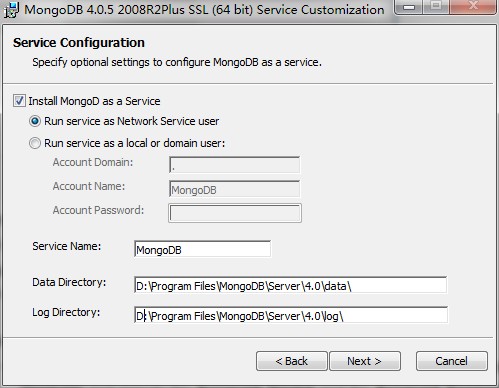 MongoDB 4.0.5 2008R2Plus SSL (64 bit) Service Customization
Service Configuration
Specify optional settings to configure MongoDB as a service.
Install MongoD as a Service
Run service as Network Service user
Run service as a local or domain user:
Account Domain: .
Account Name: MongoDB
Account Password:
Service Name: MongoDB
Data Directory: D:\Program Files\MongoDB\Server\4.0\data\
Log Directory: D:\Program Files\MongoDB\Server\4.0\log\
< Back Next > Cancel